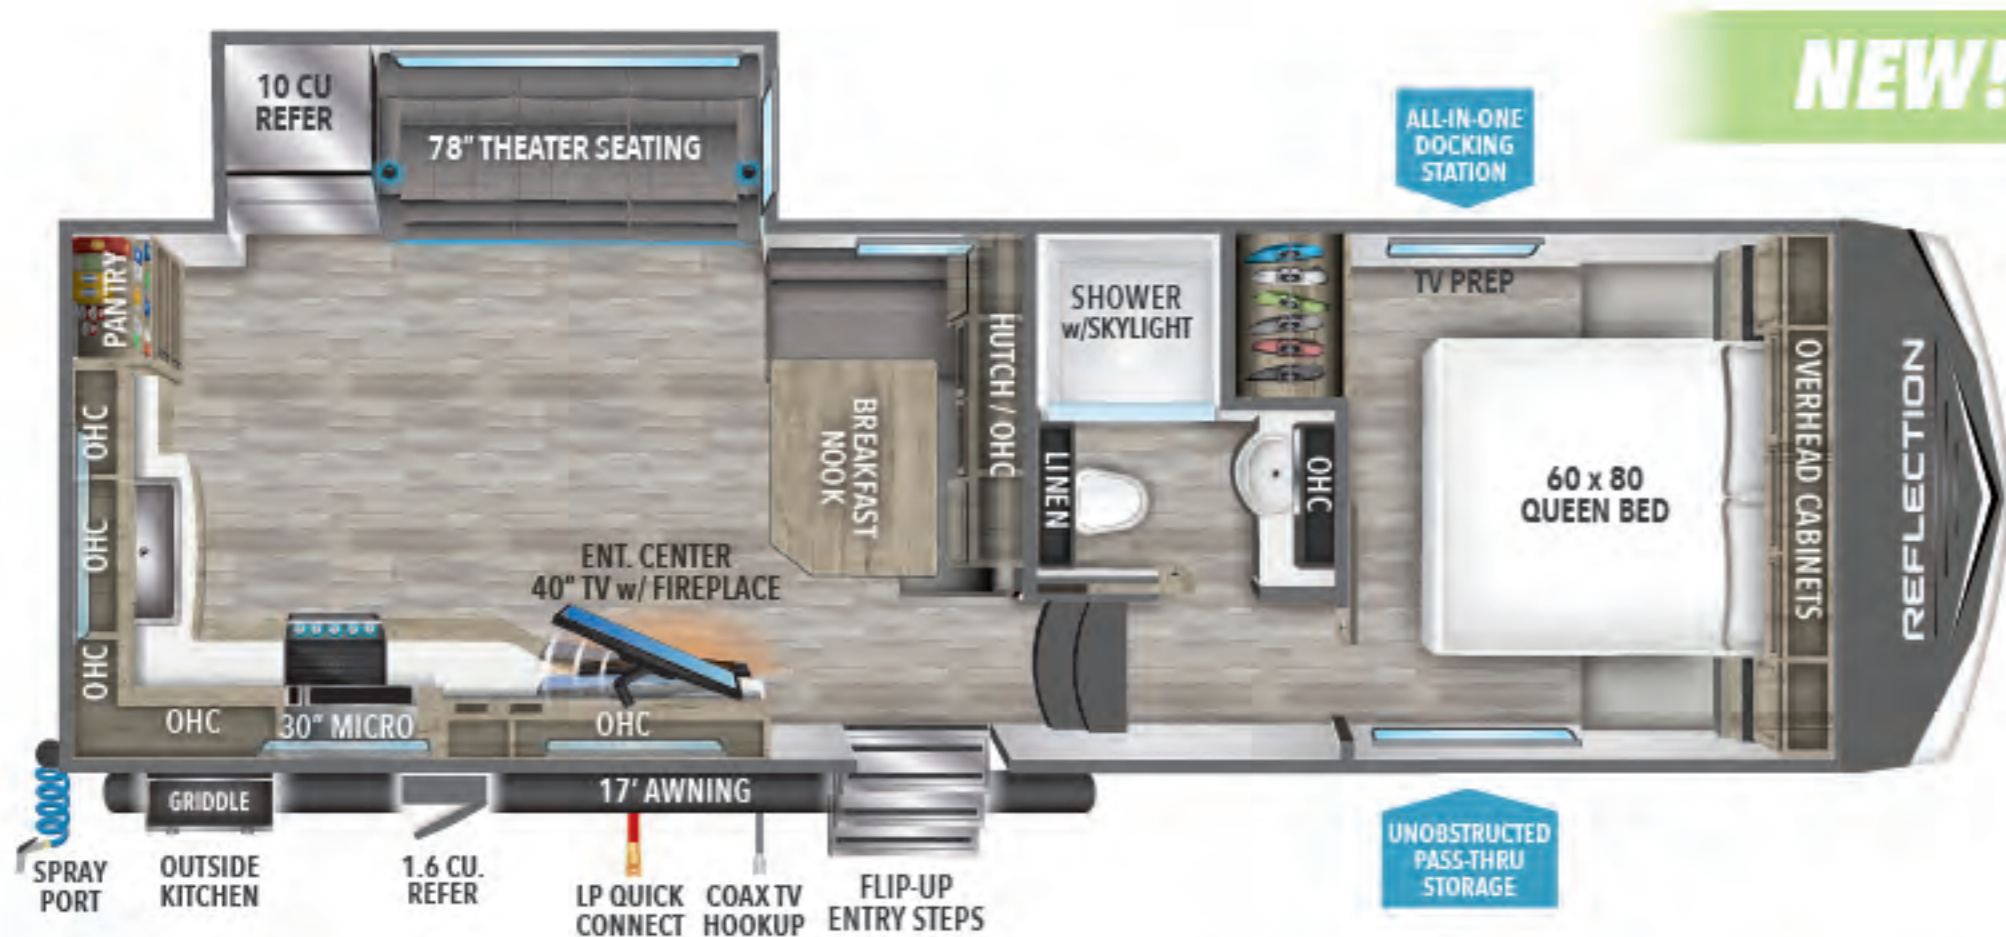 NEW!
10 CU
REFER
78" THEATER SEATING
ALL-IN-ONE
DOCKING
STATION
PANTRY
SHOWER
w/SKYLIGHT
TV PREP
HUTCH / OHC
BREAKFAST
NOOK
OHC
OHC
OHC
LINEN
OHC
60 x 80
QUEEN BED
OVERHEAD CABINETS
REFLECTION
ENT. CENTER
40" TV w/ FIREPLACE
OHC
30" MICRO
OHC
GRIDDLE
17' AWNING
SPRAY
PORT
OUTSIDE
KITCHEN
1.6 CU.
REFER
LP QUICK
CONNECT
COAX TV
HOOKUP
FLIP-UP
ENTRY STEPS
UNOBSTRUCTED
PASS-THRU
STORAGE